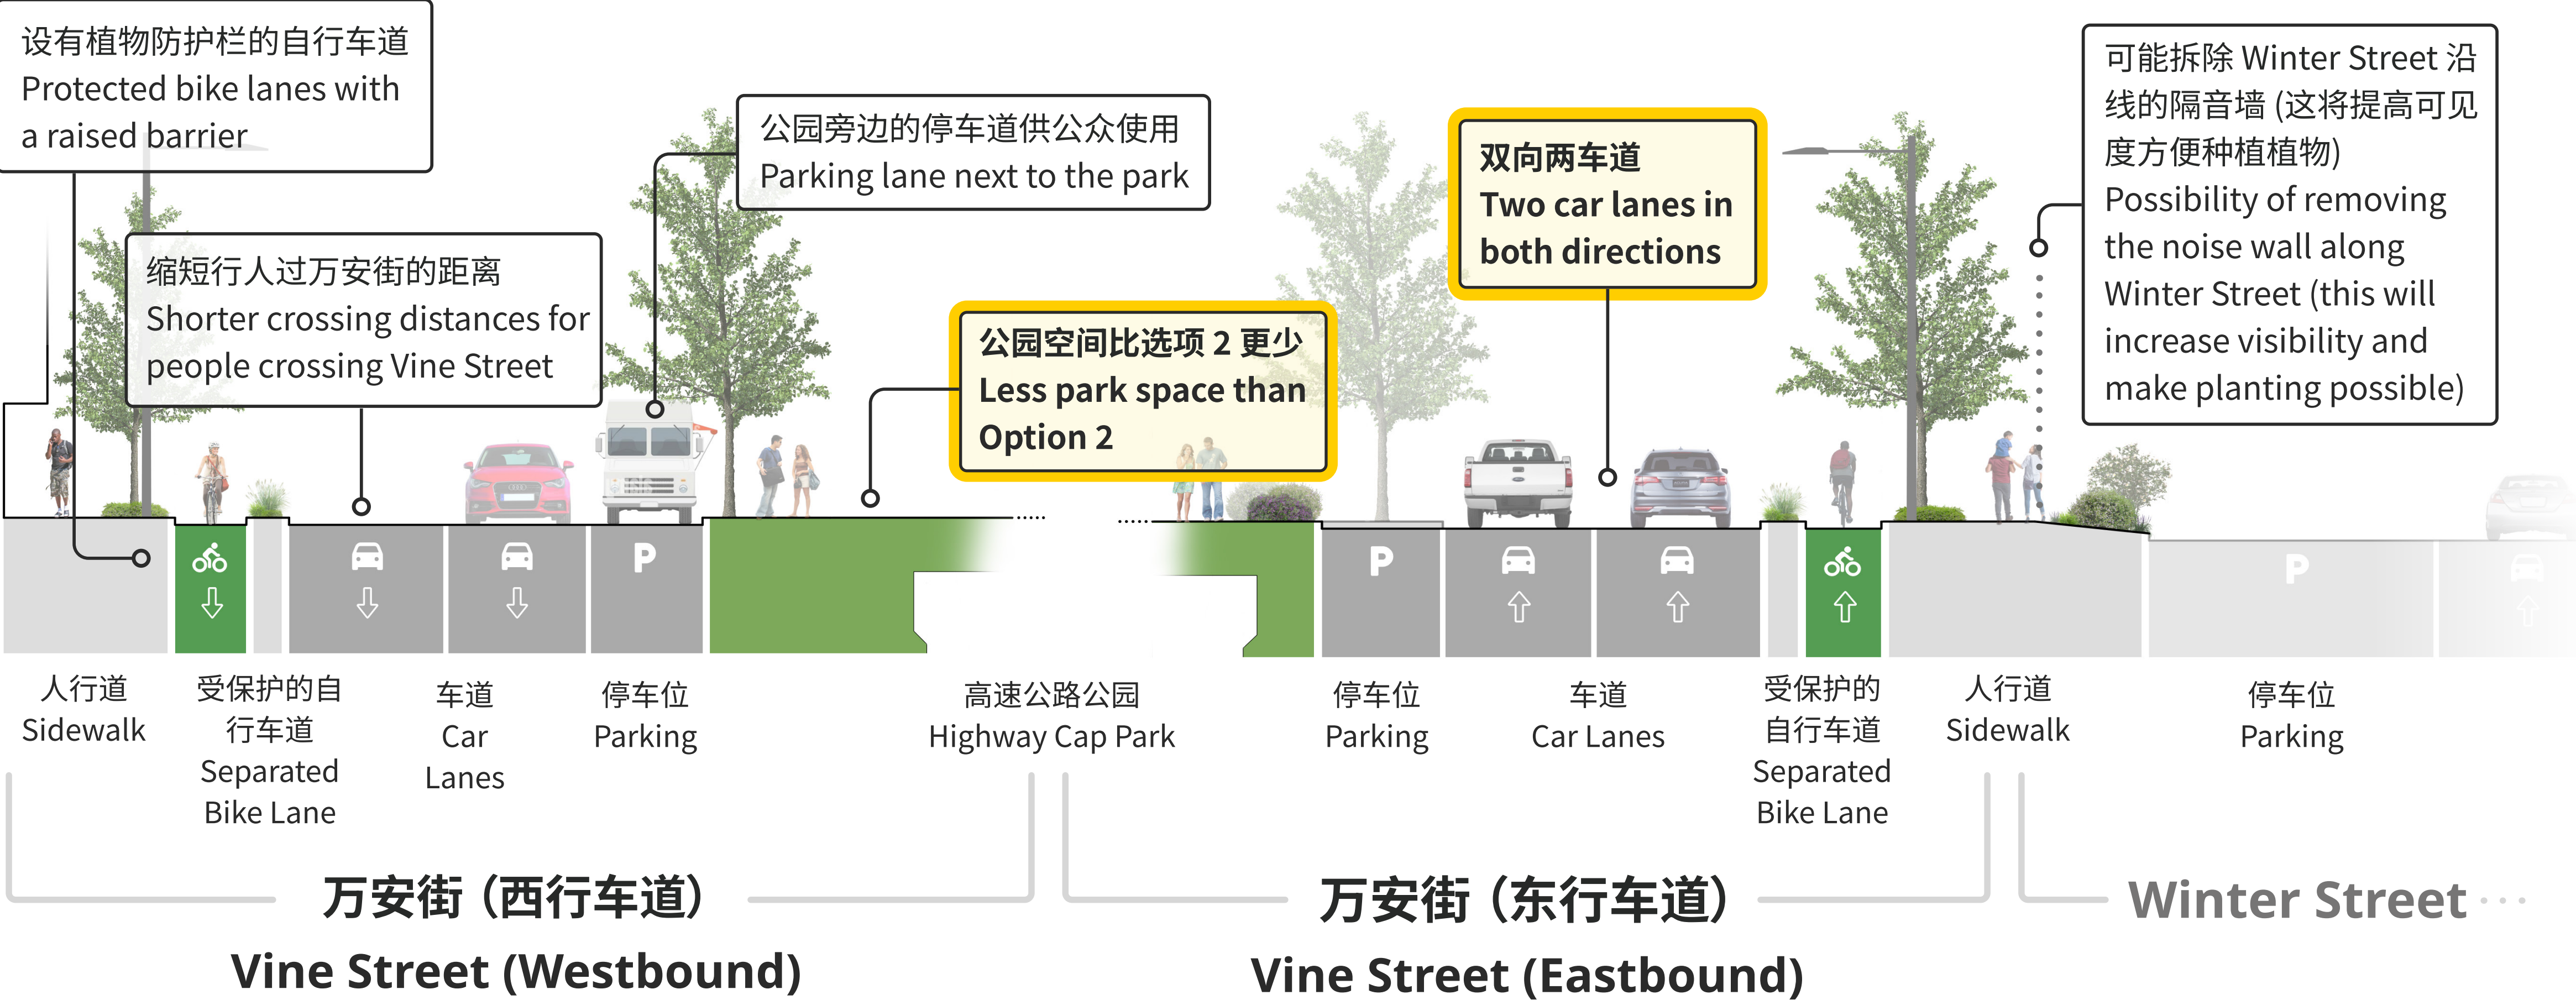 设有植物防护栏的自行车道
Protected bike lanes with
a raised barrier
缩短行人过万安街的距离
Shorter crossing distances for
people crossing Vine Street
公园旁边的停车道供公众使用
Parking lane next to the park
公园空间比选项 2 更少
Less park space than
Option 2
双向两车道
Two car lanes in
both directions
可能拆除 Winter Street 沿
线的隔音墙 (这将提高可见
度方便种植植物)
Possibility of removing
the noise wall along
Winter Street (this will
increase visibility and
make planting possible)
P
P
P
人行道
Sidewalk
受保护的自
行车道
Separated
Bike Lane
车道
Car
Lanes
停车位
Parking
高速公路公园
Highway Cap Park
停车位
Parking
车道
Car Lanes
受保护的
自行车道
Separated
Bike Lane
人行道
Sidewalk
停车位
Parking
万安街（西行车道）
Vine Street (Westbound)
万安街（东行车道）
Vine Street (Eastbound)
Winter Street